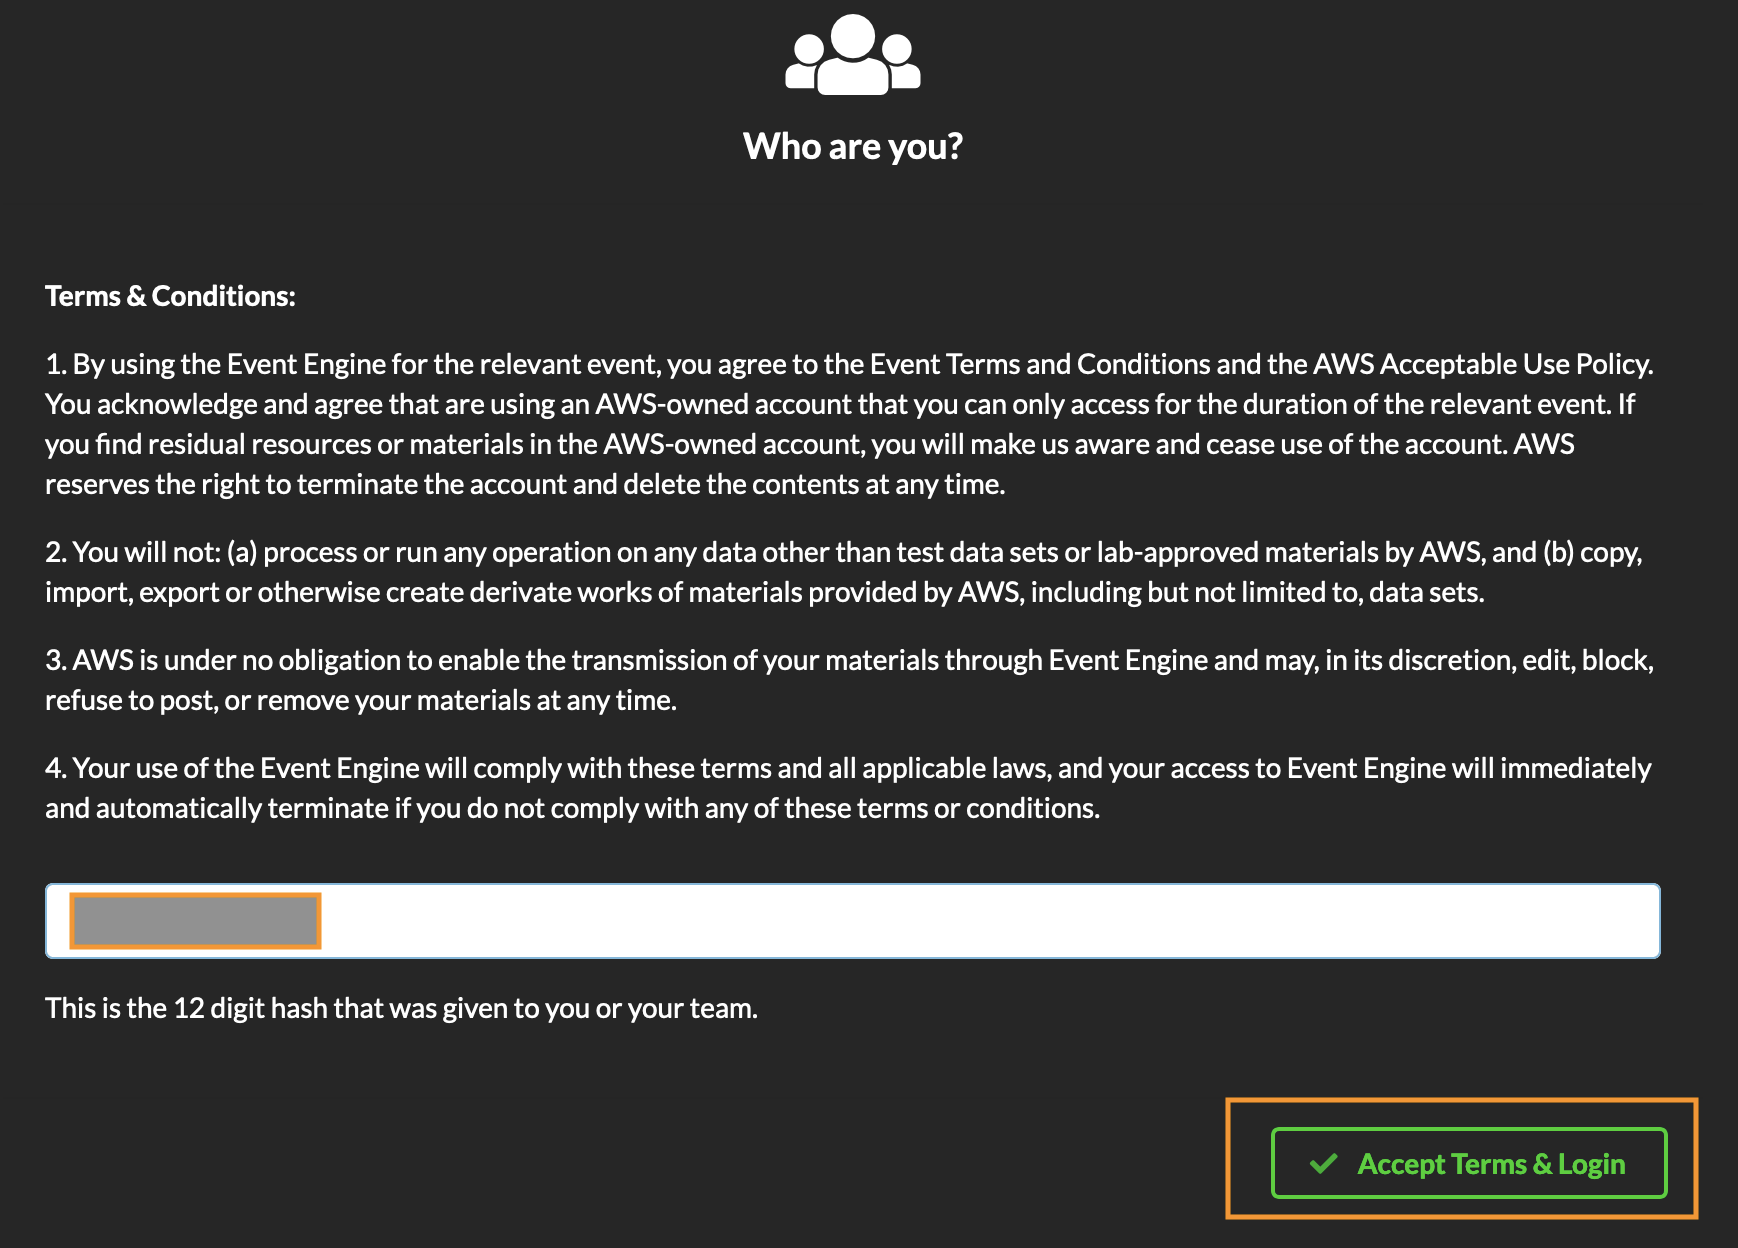 Who are you?
Terms & Conditions:
1. By using the Event Engine for the relevant event, you agree to the Event Terms and Conditions and the AWS Acceptable Use Policy.
You acknowledge and agree that are using an AWS-owned account that you can only access for the duration of the relevant event. If
you find residual resources or materials in the AWS-owned account, you will make us aware and cease use of the account. AWS
reserves the right to terminate the account and delete the contents at any time.
2. You will not: (a) process or run any operation on any data other than test data sets or lab-approved materials by AWS, and (b) copy,
import, export or otherwise create derivate works of materials provided by AWS, including but not limited to, data sets.
3. AWS is under no obligation to enable the transmission of your materials through Event Engine and may, in its discretion, edit, block,
refuse to post, or remove your materials at any time.
4. Your use of the Event Engine will comply with these terms and all applicable laws, and your access to Event Engine will immediately
and automatically terminate if you do not comply with any of these terms or conditions.
This is the 12 digit hash that was given to you or your team.
Accept Terms & Login